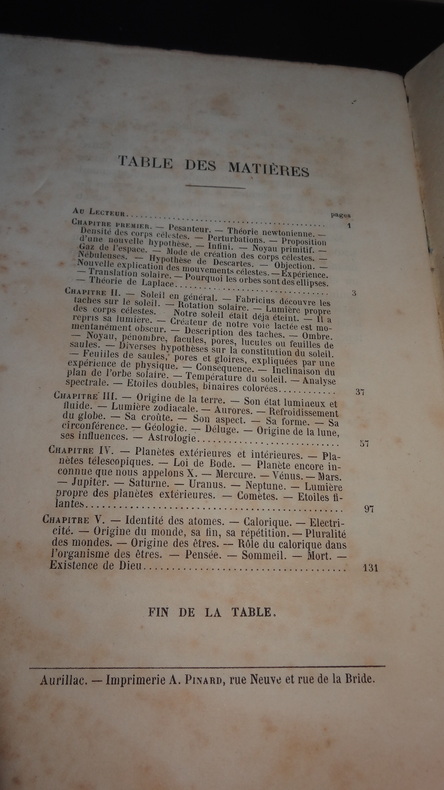 TABLE DES MATIÈRES
pages
AU LECTEUR 1
CHAPITRE PREMIER. — Pesanteur. — Théorie newtonienne. —
Densité des corps célestes. — Perturbations. — Proposition
d'une nouvelle hypothèse. — Infini. — Noyau primitif. —
Gaz de l'espace. — Mode de création des corps célestes. —
Nébuleuses. — Hypothèse de Descartes. — Objection. —
Nouvelle explication des mouvements célestes. — Expérience.
— Translation solaire. — Pourquoi les orbes sont des ellipses.
— Théorie de Laplace 3
CHAPITRE II. — Soleil en général. — Fabricius découvre les
taches sur le soleil. — Rotation solaire. — Lumière propre
des corps célestes. Notre soleil était déjà éteint. — Il a
repris sa lumière. — Créateur de notre voie lactée est mo-
mentanément obscur. — Description des taches. — Ombre.
— Noyau, pénombre, facules, pores, lucules ou feuilles de
saules. — Diverses hypothèses sur la constitution du soleil.
— Feuilles de saules, pores et gloires, expliquées par une
expérience de physique. — Conséquence. — Inclinaison du
plan de l'orbe solaire. — Température du soleil. — Analyse
spectrale. — Etoiles doubles, binaires colorées 37
CHAPITRE III. — Origine de la terre. — Son état lumineux et
fluide. — Lumière zodiacale. — Aurores. — Refroidissement
du globe. — Sa croûte. — Son aspect. — Sa forme. — Sa
circonférence. — Géologie. — Déluge. — Origine de la lune,
ses influences. — Astrologie 57
CHAPITRE IV. — Planètes extérieures et intérieures. — Pla-
nètes télescopiques. — Loi de Bode. — Planète encore in-
connue que nous appelons X. — Mercure. — Vénus. — Mars.
— Jupiter. — Saturne. — Uranus. — Neptune. — Lumière
propre des planètes extérieures. — Comètes. — Etoiles fi-
lantes 97
CHAPITRE V. — Identité des atomes. — Calorique. — Electri-
cité. — Origine du monde, sa fin, sa répétition. — Pluralité
des mondes. — Origine des êtres. — Rôle du calorique dans
l'organisme des êtres. — Pensée. — Sommeil. — Mort. —
Existence de Dieu 131
FIN DE LA TABLE.
Aurillac. — Imprimerie A. PINARD, rue Neuve et rue de la Bride.